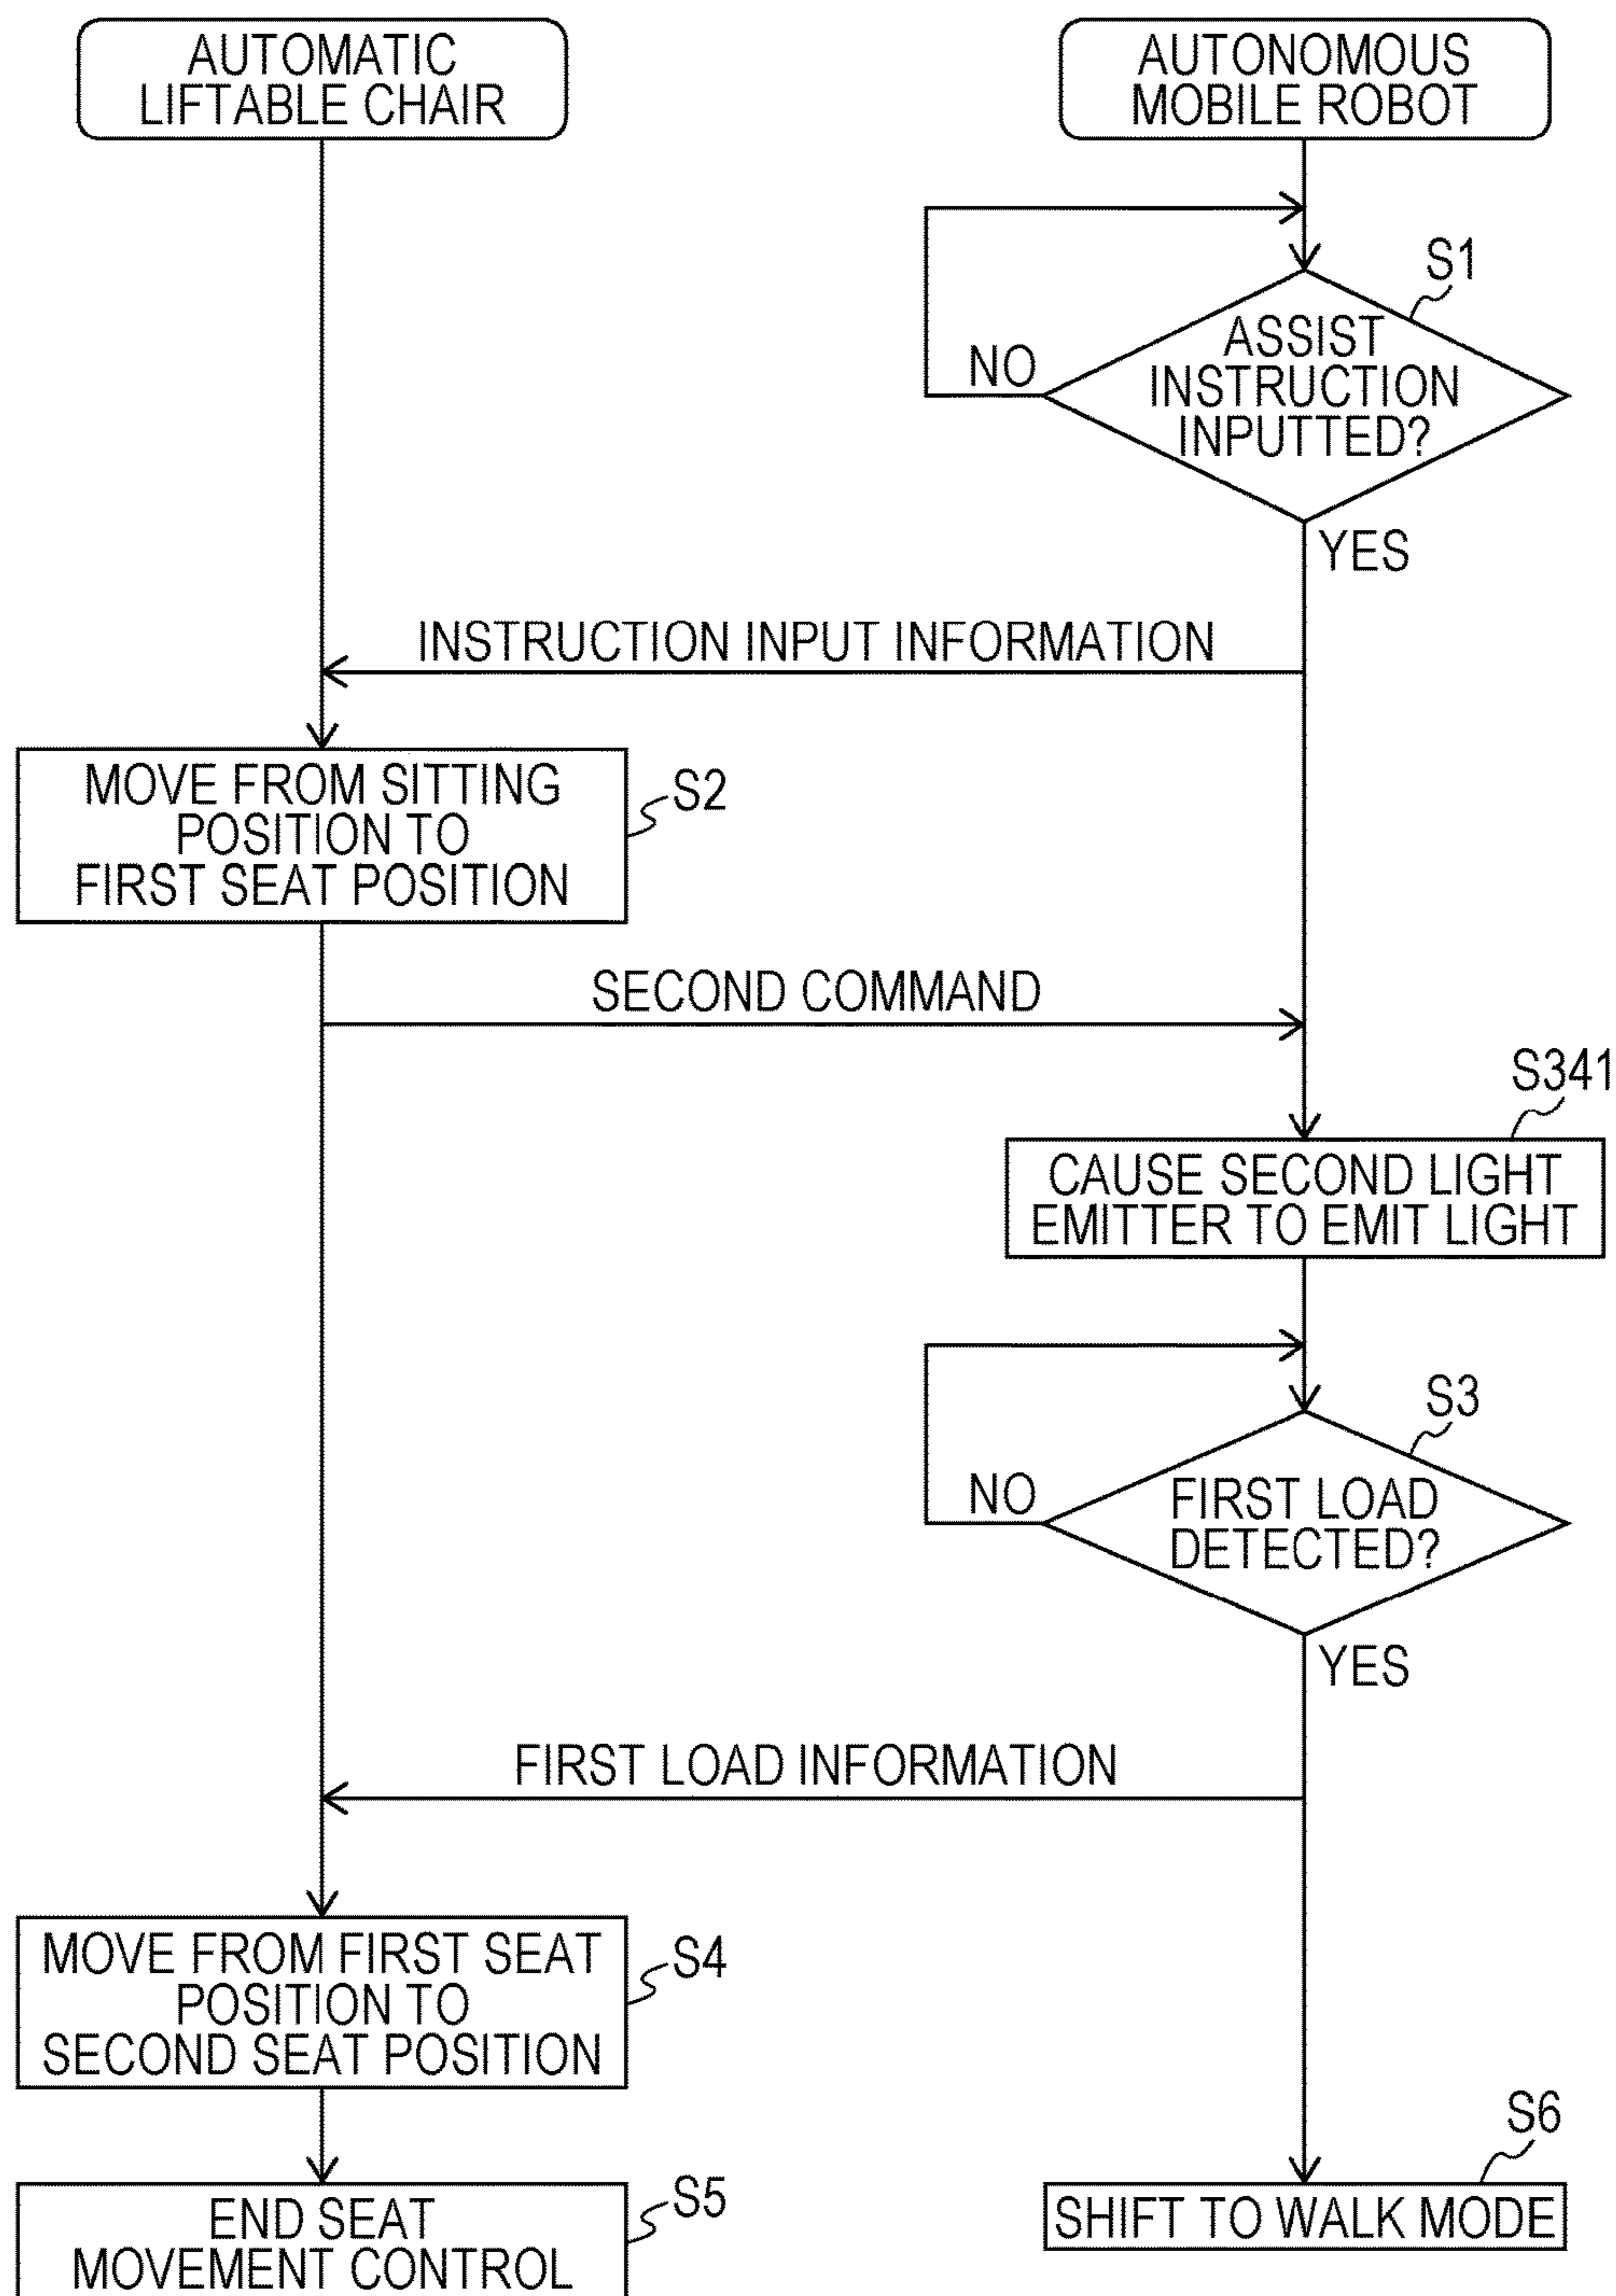 AUTOMATIC
LIFTABLE CHAIR
AUTONOMOUS
MOBILE ROBOT
S1
ASSIST
INSTRUCTION
INPUTTED?
NO
YES
INSTRUCTION INPUT INFORMATION
MOVE FROM SITTING
POSITION TO
FIRST SEAT POSITION
S2
SECOND COMMAND
S341
CAUSE SECOND LIGHT
EMITTER TO EMIT LIGHT
S3
FIRST LOAD
DETECTED?
NO
YES
FIRST LOAD INFORMATION
MOVE FROM FIRST SEAT
POSITION TO
SECOND SEAT POSITION
S4
S6
SHIFT TO WALK MODE
END SEAT
MOVEMENT CONTROL
S5